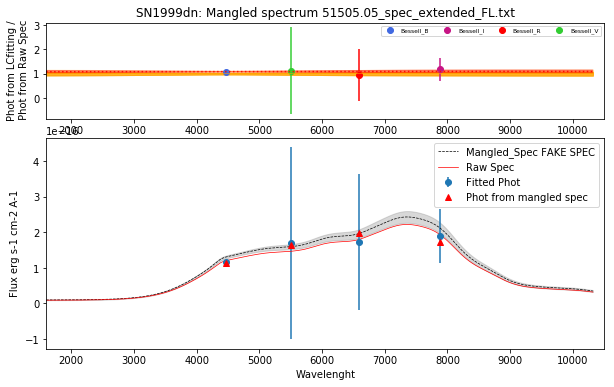 SN1999dn: Mangled spectrum 51505.05_spec_extended_FL.txt
Phot from LCfitting /
Phot from Raw Spec
3
2
1
0
Bessell_B
Bessell_I
Bessell_R
Bessell_V
2000 3000 4000 5000 6000 7000 8000 9000 10000
1e−16
Flux erg s-1 cm-2 A-1
4
3
2
1
0
−1
Mangled_Spec FAKE SPEC
Raw Spec
Fitted Phot
Phot from mangled spec
2000 3000 4000 5000 6000 7000 8000 9000 10000
Wavelenght